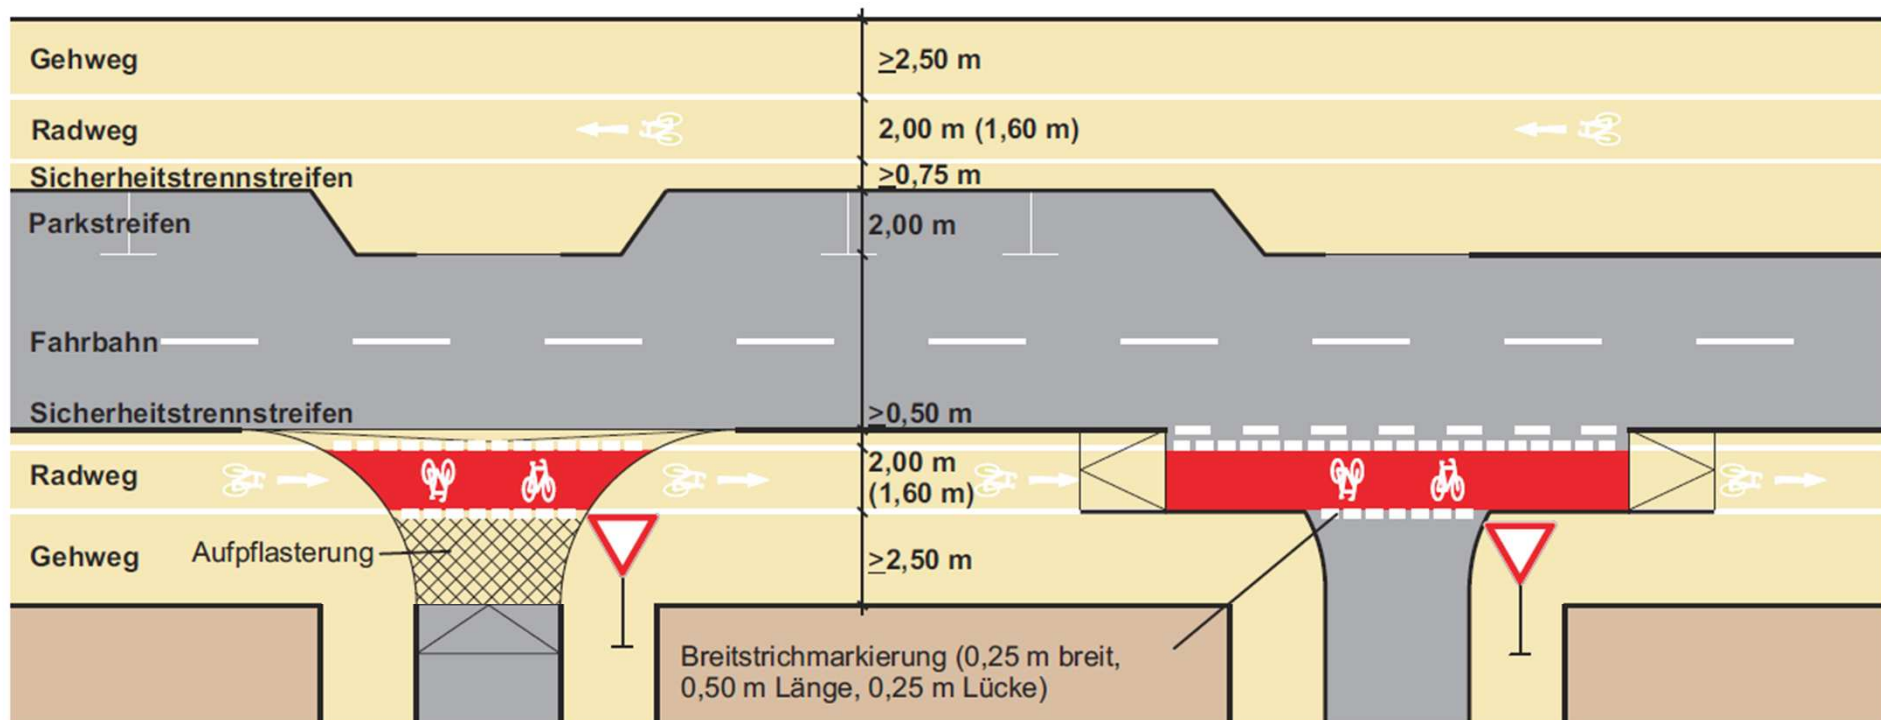 Gehweg
≥2,50 m
Radweg
2,00 m (1,60 m)
Sicherheitstrennstreifen
≥0,75 m
Parkstreifen
2,00 m
Fahrbahn
Sicherheitstrennstreifen
≥0,50 m
Radweg
2,00 m
(1,60 m)
Gehweg
Aufpflasterung
≥2,50 m
Breitstrichmarkierung (0,25 m breit,
0,50 m Länge, 0,25 m Lücke)